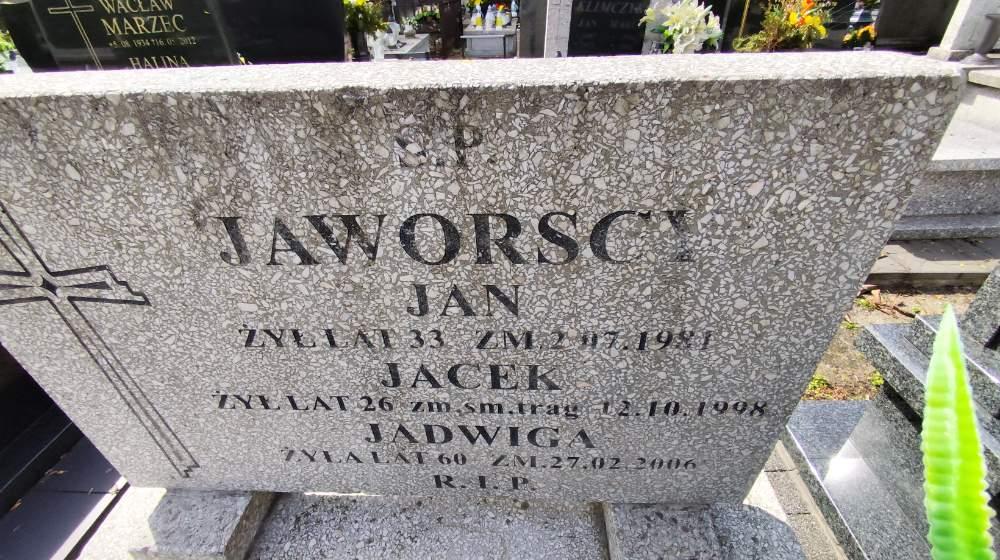 WACŁAW
MARZEC
HALINA
Ś.P.
JAWORSCY
JAN
ŻYŁ LAT 33 ZM.2.07.1981
JACEK
ŻYŁ LAT 26 zm.śm.trag 12.10.1998
JADWIGA
ŻYŁA LAT 60 ZM.27.02.2006
R.I.P.